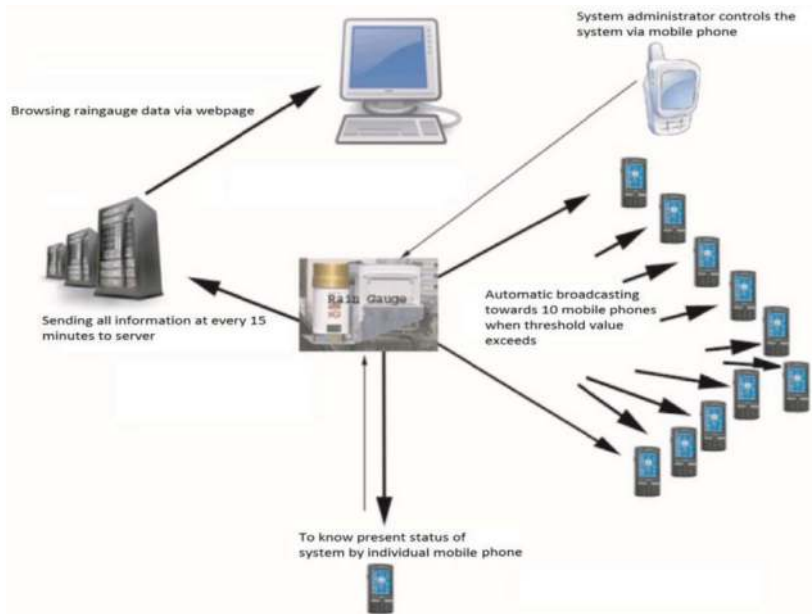 System administrator controls the
system via mobile phone
Browsing raingauge data via webpage
Rain Gauge
Automatic broadcasting
towards 10 mobile phones
when threshold value
exceeds
Sending all information at every 15
minutes to server
To know present status of
system by individual mobile phone